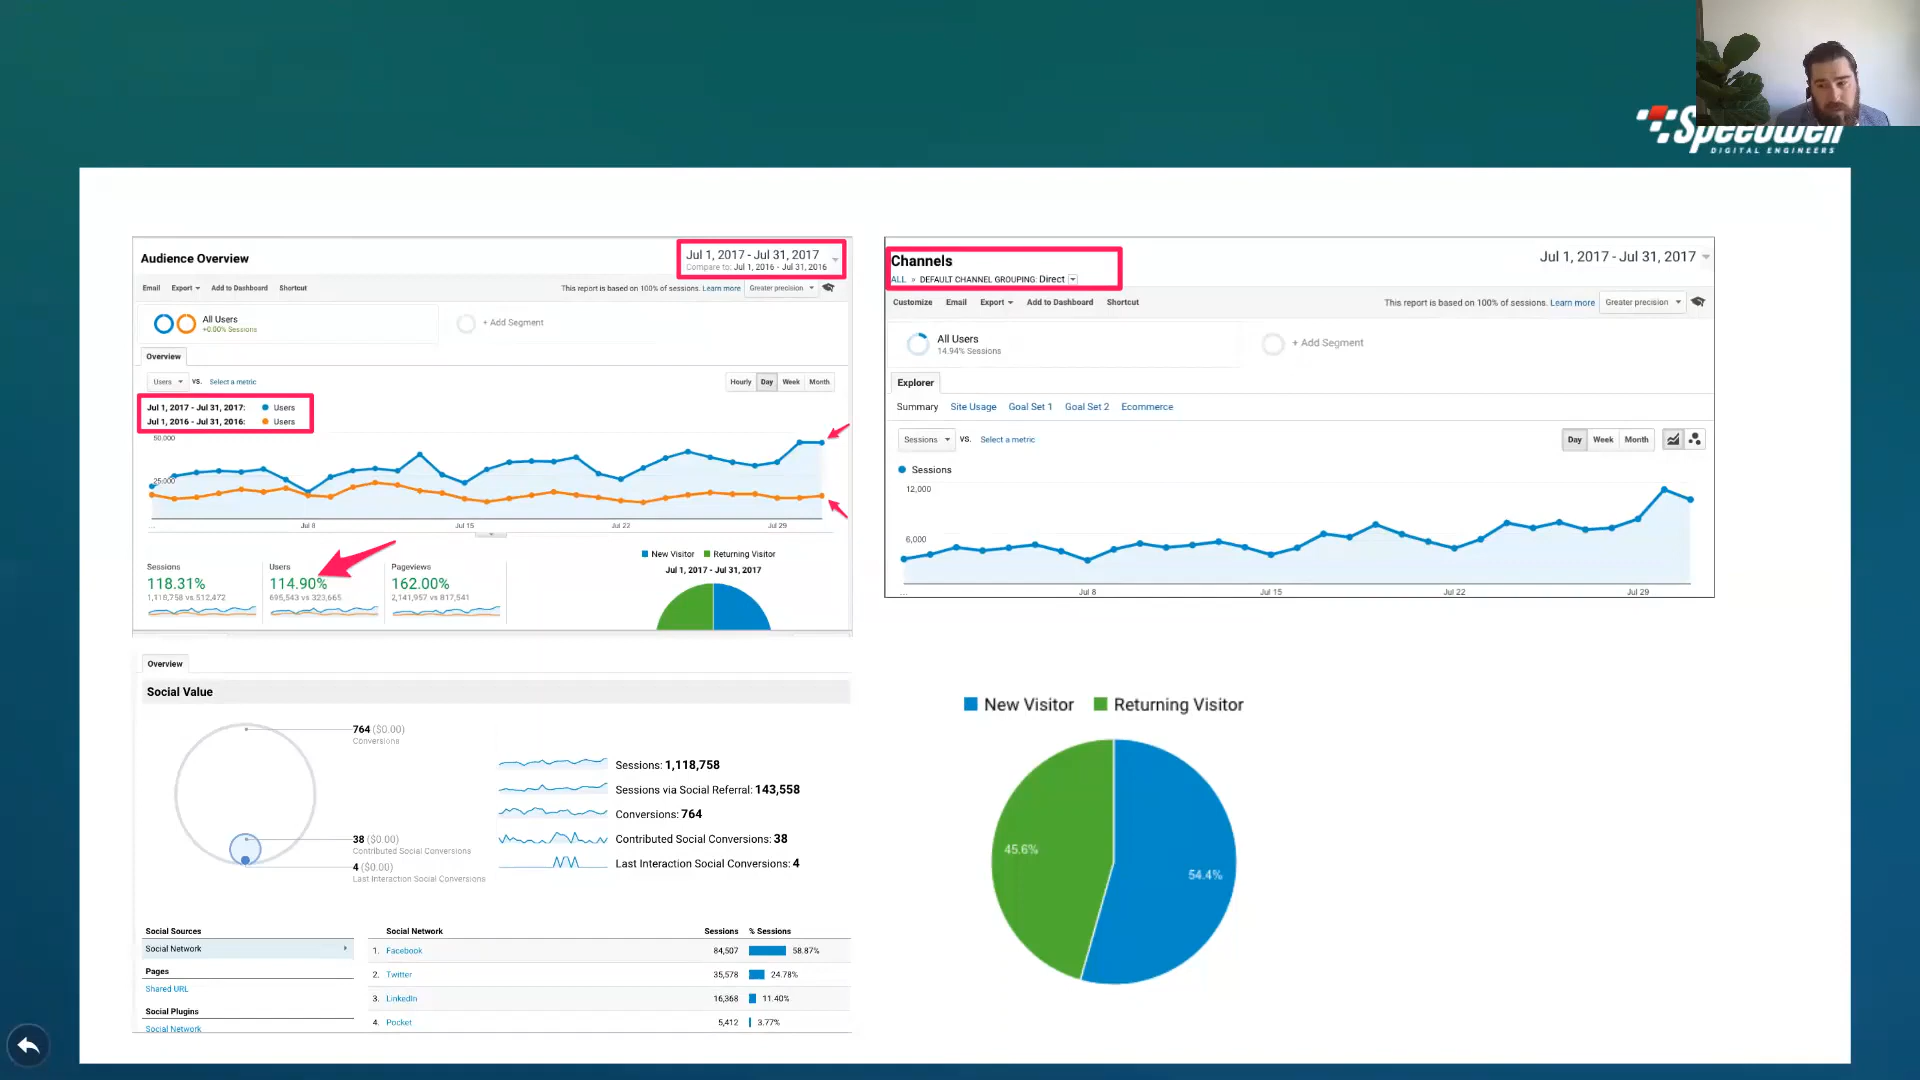 Speedwell
DIGITAL ENGINEERS
Audience Overview
Jul 1, 2017 - Jul 31, 2017
Compare to: Jul 1, 2016 - Jul 31, 2016
Email Export Add to Dashboard Shortcut
This report is based on 100% of sessions. Learn more Greater precision
All Users
+0.00% Sessions
+ Add Segment
Overview
Users VS. Select a metric
Hourly Day Week Month
Jul 1, 2017 - Jul 31, 2017: Users
Jul 1, 2016 - Jul 31, 2016: Users
50,000
25,000
... Jul 8 Jul 15 Jul 22 Jul 29
Sessions
118.31%
1,118,758 vs 512,472
Users
114.90%
695,543 vs 323,665
Pageviews
162.00%
2,141,957 vs 817,541
New Visitor Returning Visitor
Jul 1, 2017 - Jul 31, 2017
Channels
Jul 1, 2017 - Jul 31, 2017
ALL » DEFAULT CHANNEL GROUPING: Direct
Customize Email Export Add to Dashboard Shortcut
This report is based on 100% of sessions. Learn more Greater precision
All Users
14.94% Sessions
+ Add Segment
Explorer
Summary Site Usage Goal Set 1 Goal Set 2 Ecommerce
Sessions VS. Select a metric
Day Week Month
Sessions
12,000
6,000
... Jul 8 Jul 15 Jul 22 Jul 29
Overview
Social Value
764 ($0.00)
Conversions
38 ($0.00)
Contributed Social Conversions
4 ($0.00)
Last Interaction Social Conversions
Sessions: 1,118,758
Sessions via Social Referral: 143,558
Conversions: 764
Contributed Social Conversions: 38
Last Interaction Social Conversions: 4
Social Sources
Social Network
Pages
Shared URL
Social Plugins
Social Network
Social Network Sessions % Sessions
1. Facebook 84,507 58.87%
2. Twitter 35,578 24.78%
3. LinkedIn 16,368 11.40%
4. Pocket 5,412 3.77%
New Visitor Returning Visitor
45.6%
54.4%